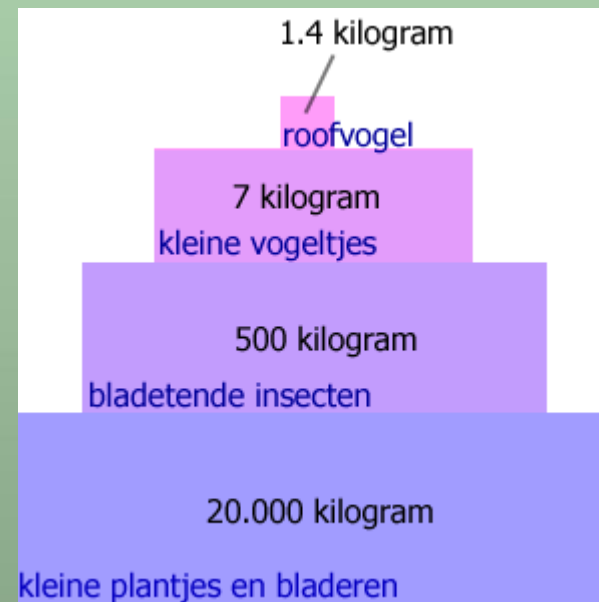 1.4 kilogram
roofvogel
7 kilogram
kleine vogeltjes
500 kilogram
bladetende insecten
20.000 kilogram
kleine plantjes en bladeren